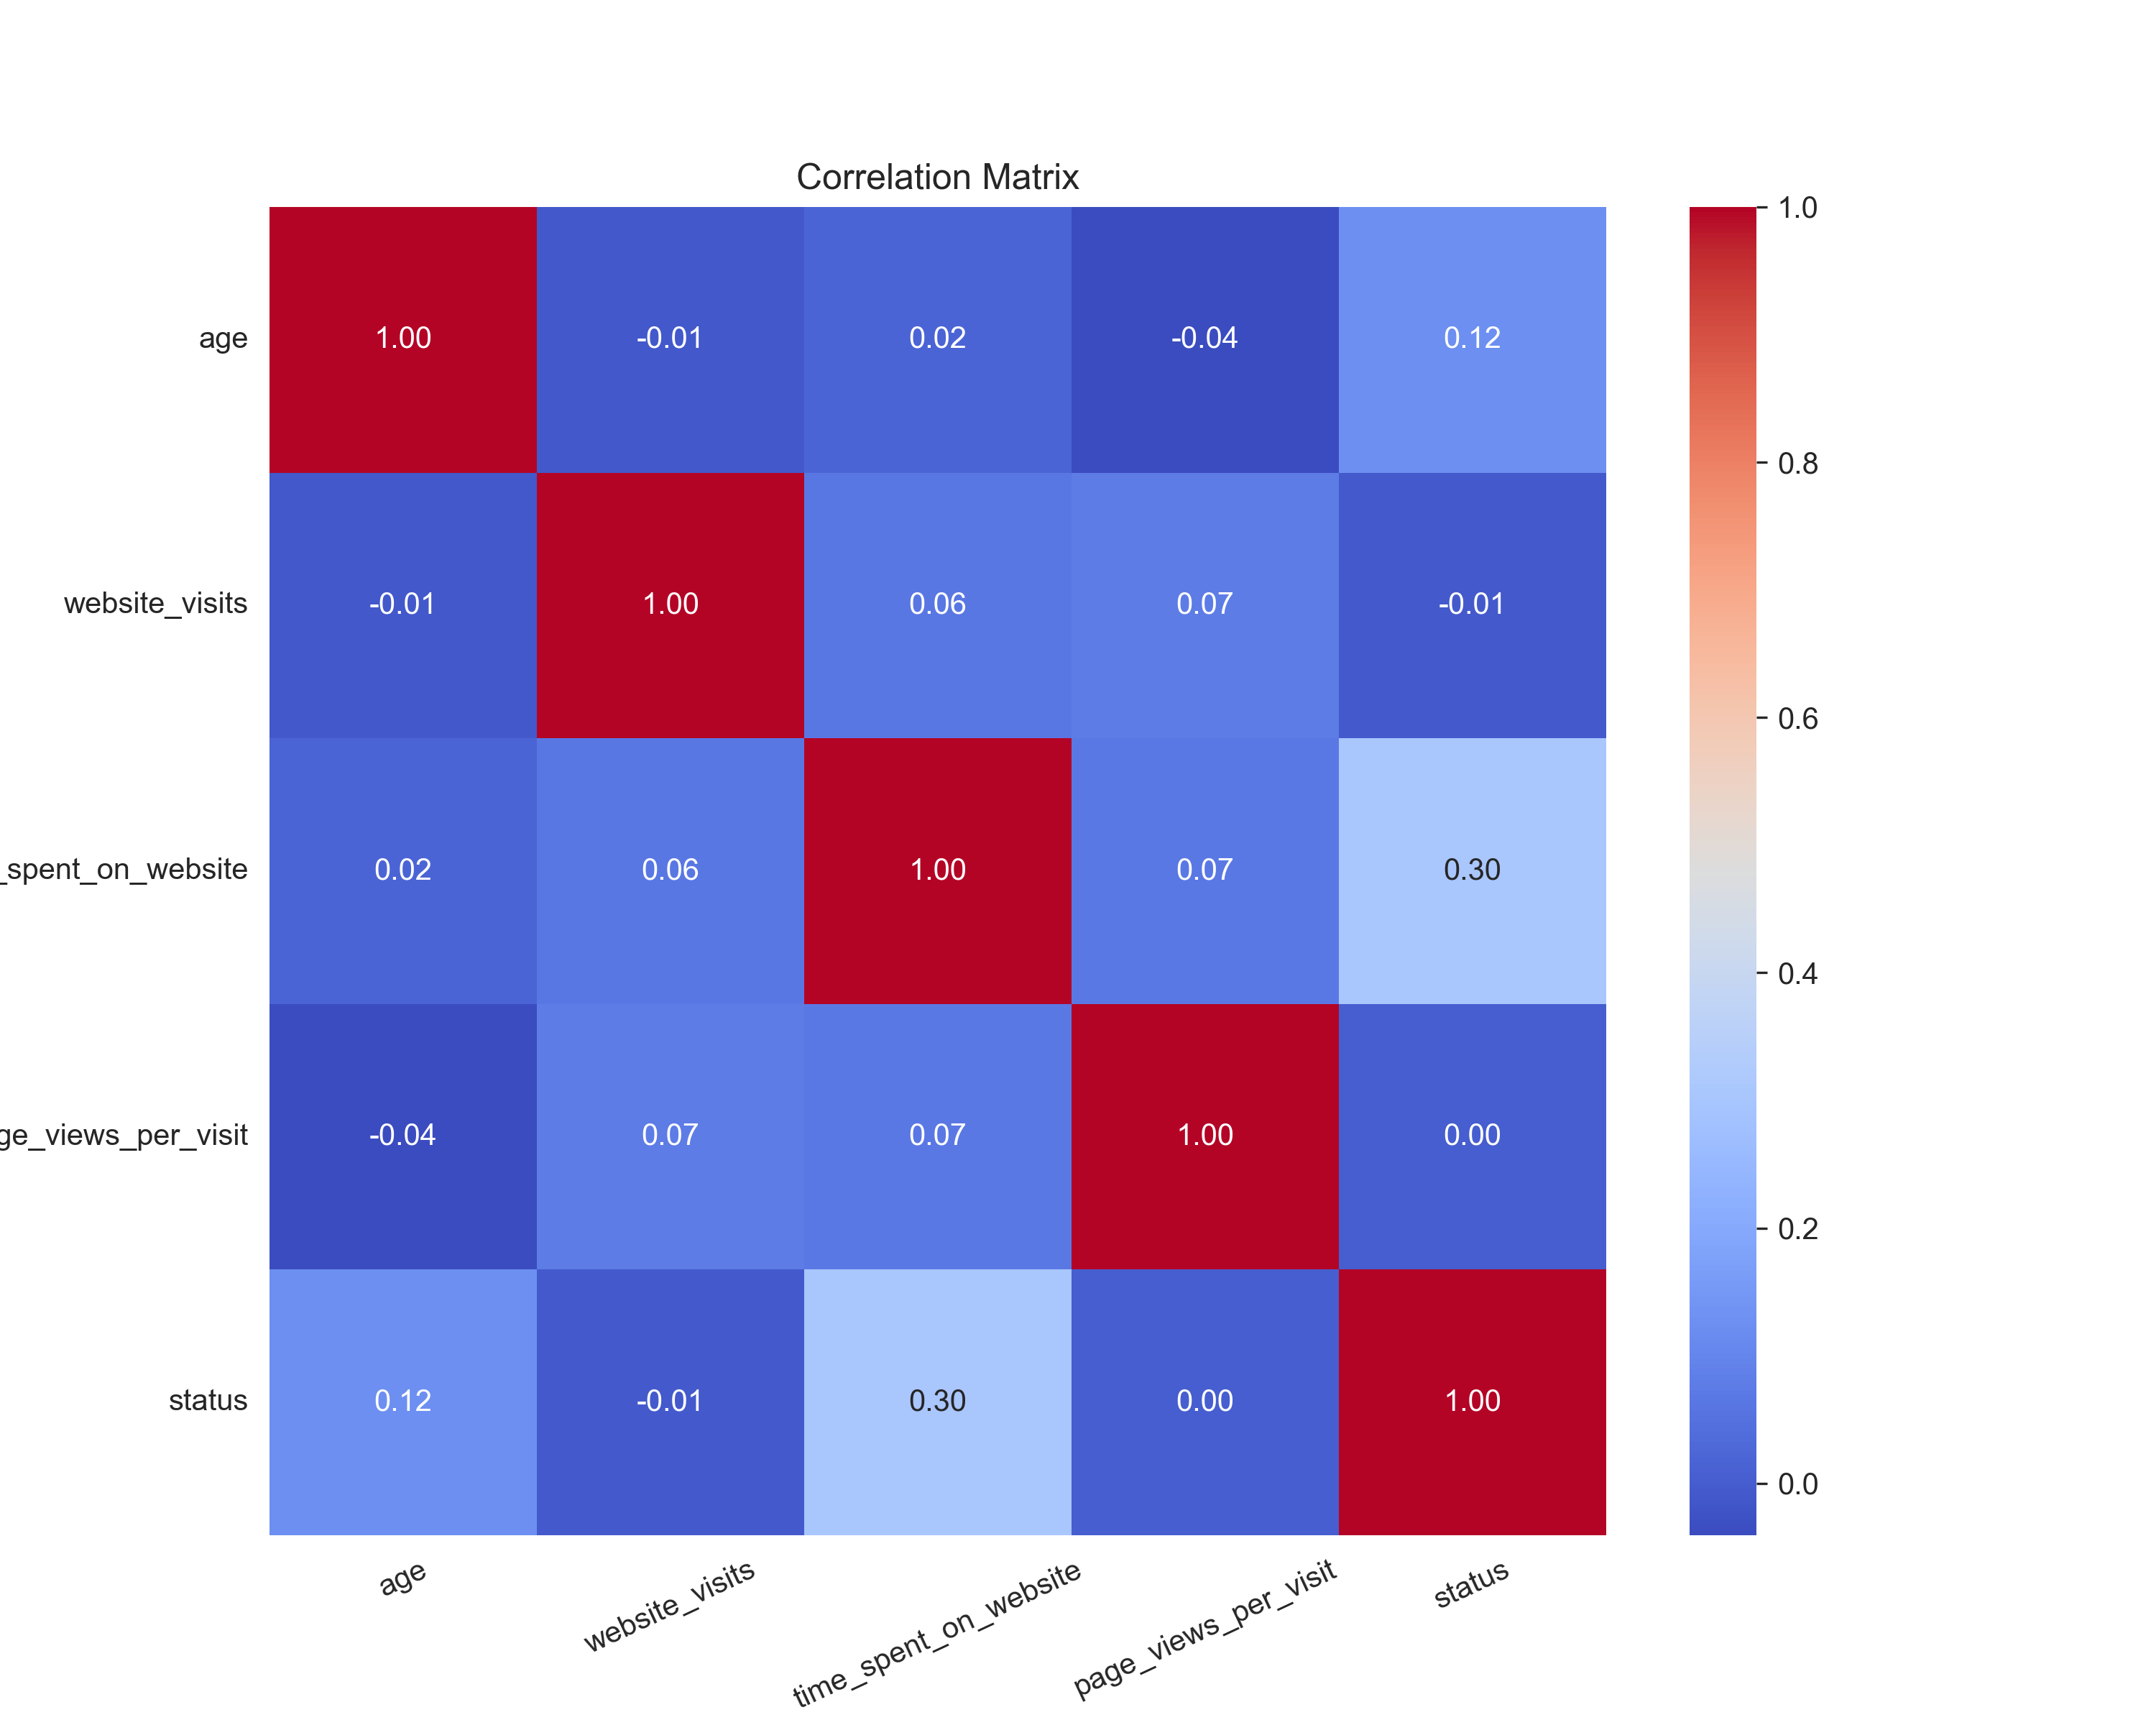 Correlation Matrix
1.0
age 1.00 -0.01 0.02 -0.04 0.12
0.8
website_visits -0.01 1.00 0.06 0.07 -0.01
0.6
_spent_on_website 0.02 0.06 1.00 0.07 0.30
0.4
ge_views_per_visit -0.04 0.07 0.07 1.00 0.00
0.2
status 0.12 -0.01 0.30 0.00 1.00
0.0
age website_visits time_spent_on_website page_views_per_visit status